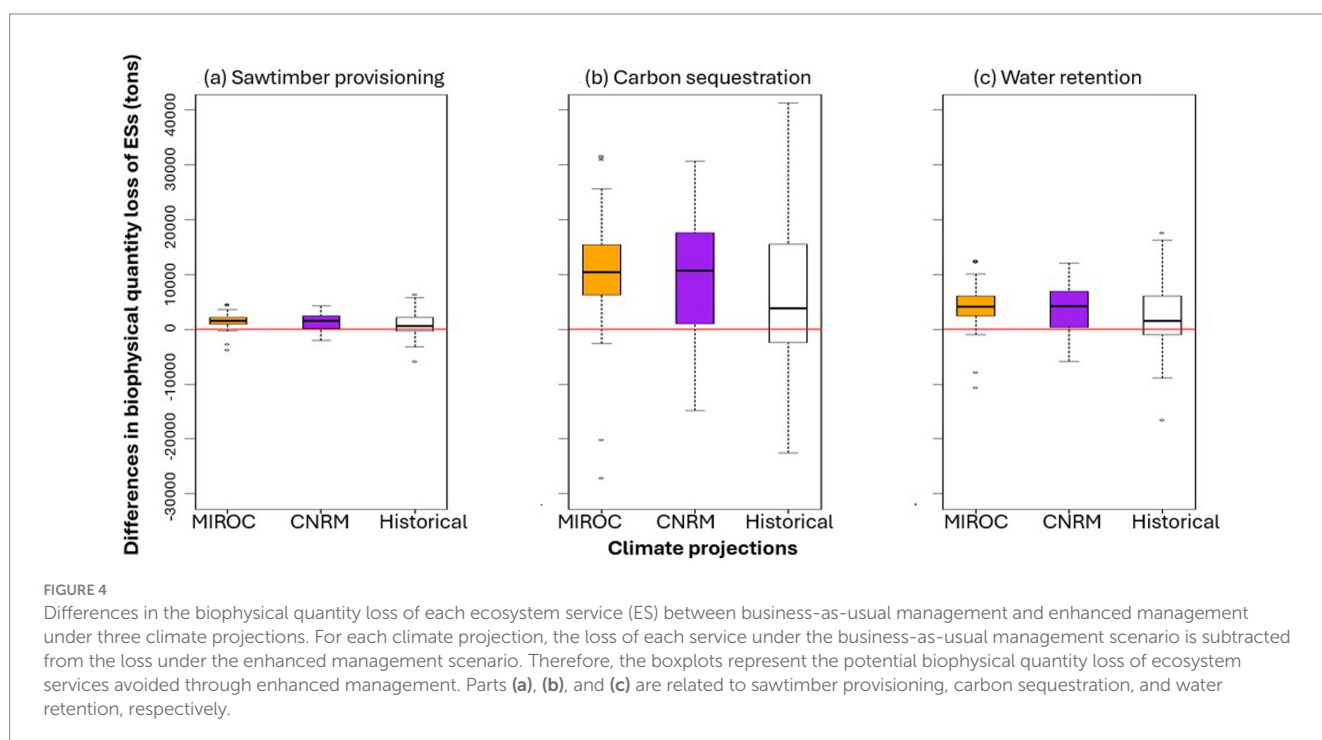 Differences in biophysical quantity loss of ESs (tons)
(a) Sawtimber provisioning
(b) Carbon sequestration
(c) Water retention
40000
30000
20000
10000
0
-10000
-20000
-30000
MIROC CNRM Historical
MIROC CNRM Historical
MIROC CNRM Historical
Climate projections
FIGURE 4
Differences in the biophysical quantity loss of each ecosystem service (ES) between business-as-usual management and enhanced management
under three climate projections. For each climate projection, the loss of each service under the business-as-usual management scenario is subtracted
from the loss under the enhanced management scenario. Therefore, the boxplots represent the potential biophysical quantity loss of ecosystem
services avoided through enhanced management. Parts (a), (b), and (c) are related to sawtimber provisioning, carbon sequestration, and water
retention, respectively.